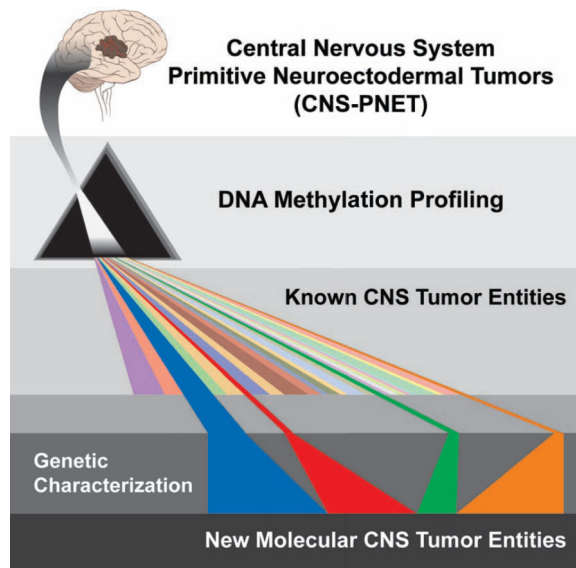 Central Nervous System
Primitive Neuroectodermal Tumors
(CNS-PNET)
DNA Methylation Profiling
Known CNS Tumor Entities
Genetic
Characterization
New Molecular CNS Tumor Entities